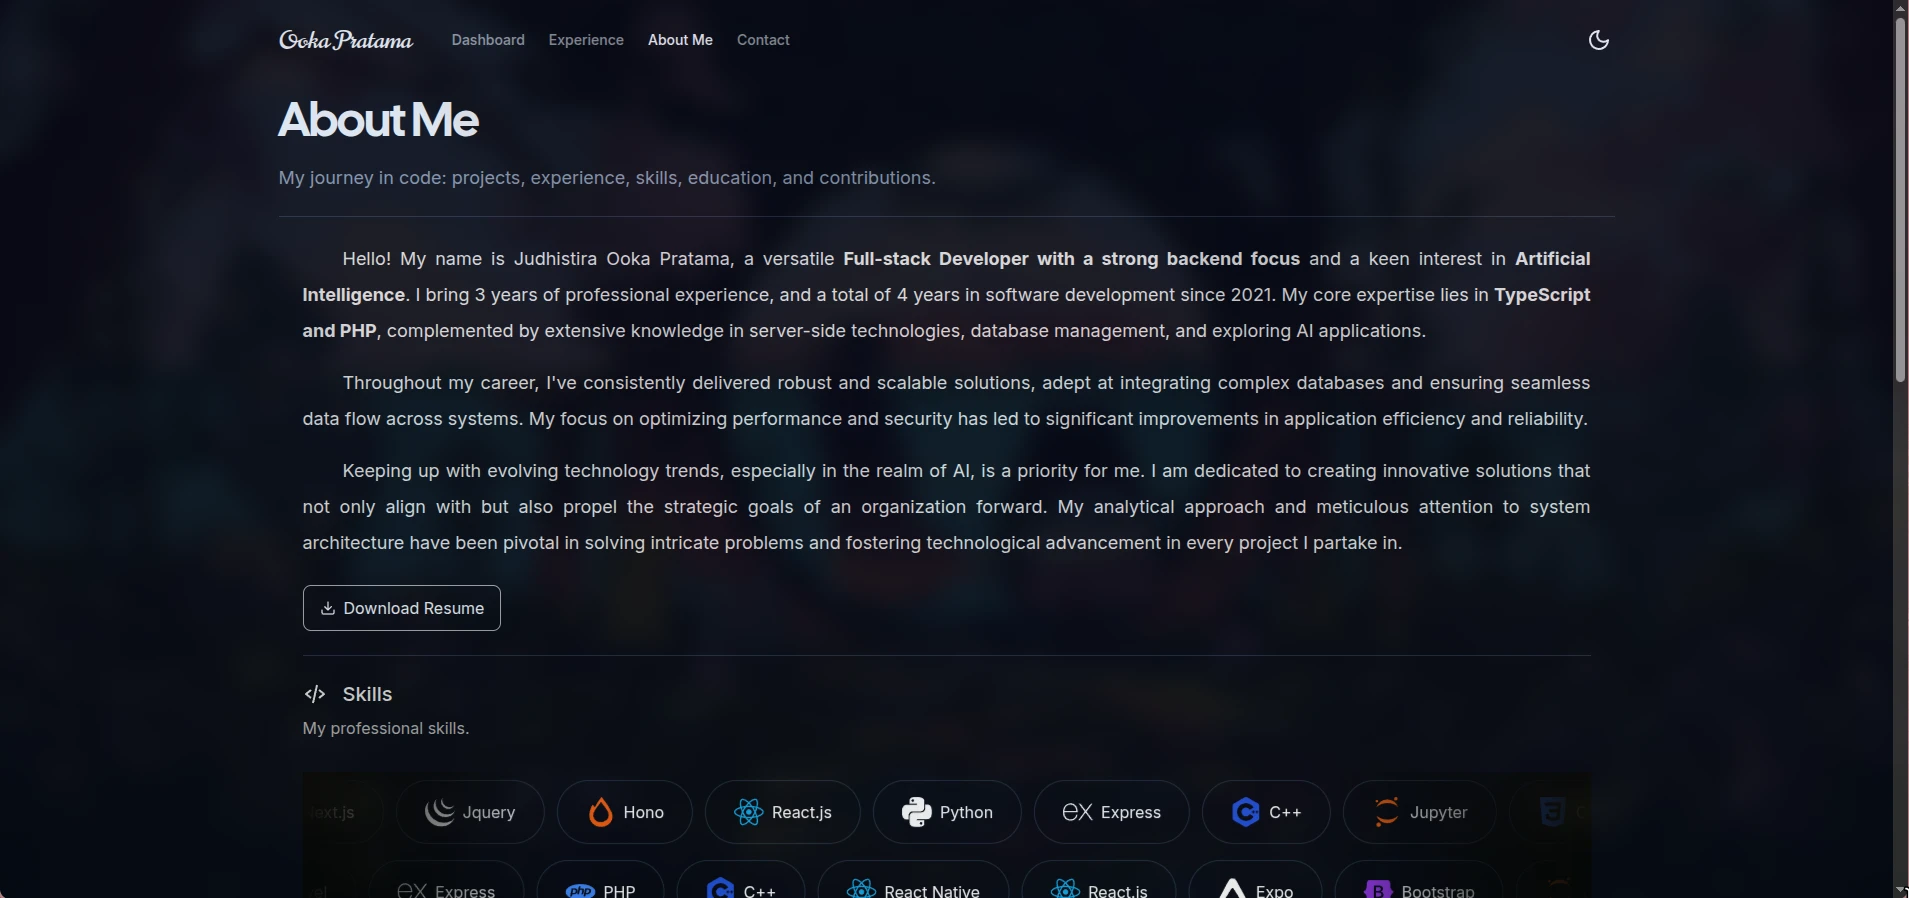 Ooka Pratama
Dashboard
Experience
About Me
Contact
About Me
My journey in code: projects, experience, skills, education, and contributions.
Hello! My name is Judhistira Ooka Pratama, a versatile Full-stack Developer with a strong backend focus and a keen interest in Artificial
Intelligence. I bring 3 years of professional experience, and a total of 4 years in software development since 2021. My core expertise lies in TypeScript
and PHP, complemented by extensive knowledge in server-side technologies, database management, and exploring AI applications.
Throughout my career, I've consistently delivered robust and scalable solutions, adept at integrating complex databases and ensuring seamless
data flow across systems. My focus on optimizing performance and security has led to significant improvements in application efficiency and reliability.
Keeping up with evolving technology trends, especially in the realm of AI, is a priority for me. I am dedicated to creating innovative solutions that
not only align with but also propel the strategic goals of an organization forward. My analytical approach and meticulous attention to system
architecture have been pivotal in solving intricate problems and fostering technological advancement in every project I partake in.
Download Resume
</> Skills
My professional skills.
ext.js
Jquery
Hono
React.js
Python
ex Express
C++
Jupyter
3 C
el
ex Express
php PHP
C++
React Native
React.js
Expo
B Bootstrap